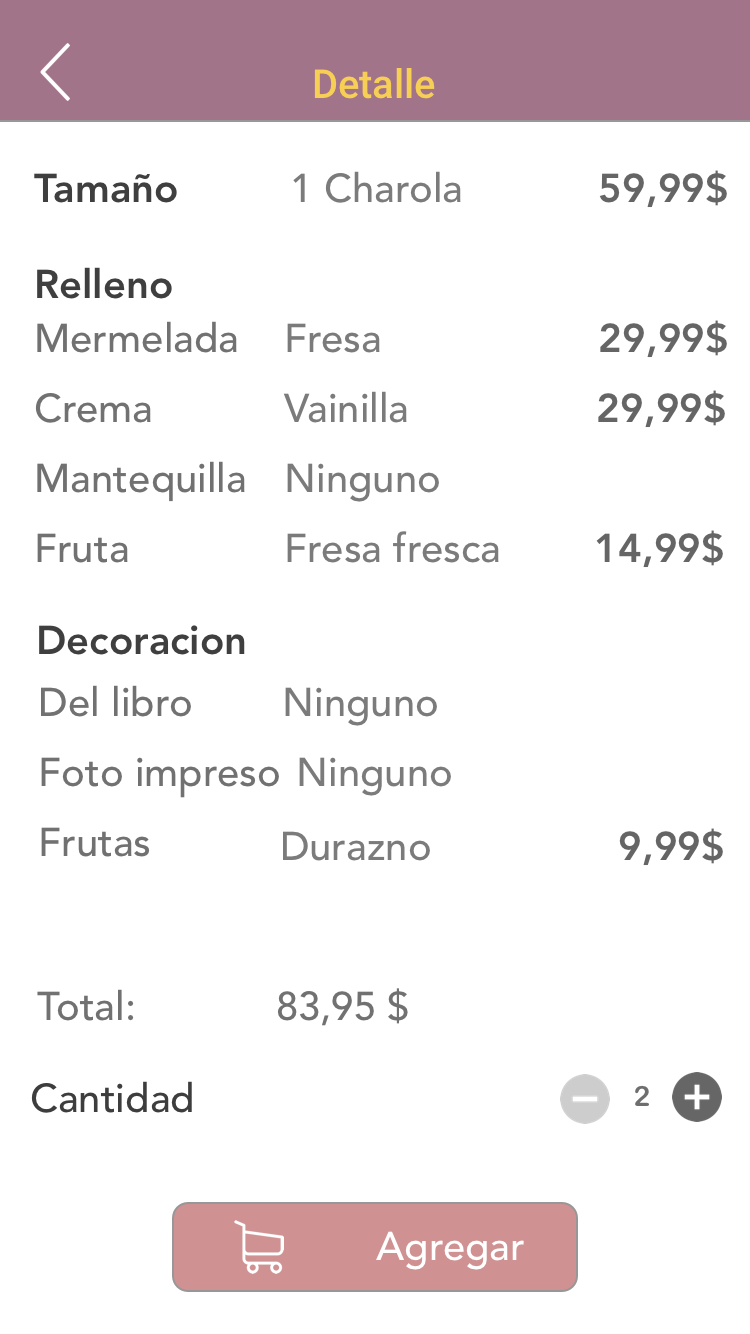 Detalle
Tamaño 1 Charola 59,99$
Relleno
Mermelada Fresa 29,99$
Crema Vainilla 29,99$
Mantequilla Ninguno
Fruta Fresa fresca 14,99$
Decoracion
Del libro Ninguno
Foto impreso Ninguno
Frutas Durazno 9,99$
Total: 83,95 $
Cantidad 2
Agregar